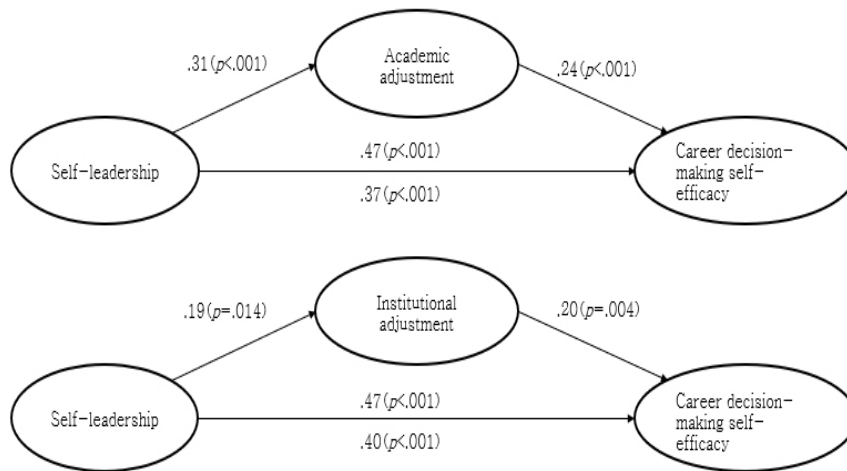 Academic
adjustment
.31(p<.001)
.24(p<.001)
Self-leadership
.47(p<.001)
.37(p<.001)
Career decision-
making self-
efficacy
Institutional
adjustment
.19(p=.014)
.20(p=.004)
Self-leadership
.47(p<.001)
.40(p<.001)
Career decision-
making self-
efficacy